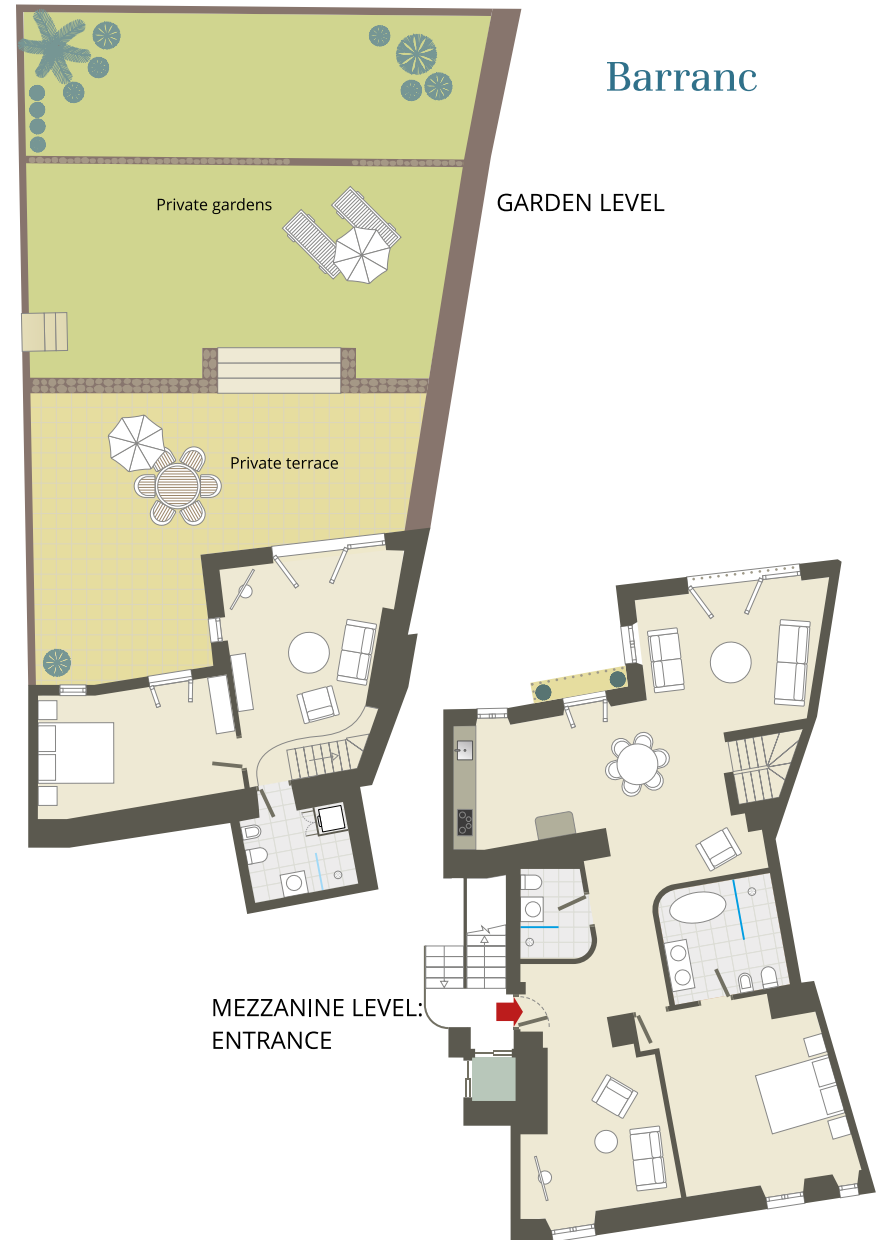 Barranc
GARDEN LEVEL
Private gardens
Private terrace
MEZZANINE LEVEL:
ENTRANCE